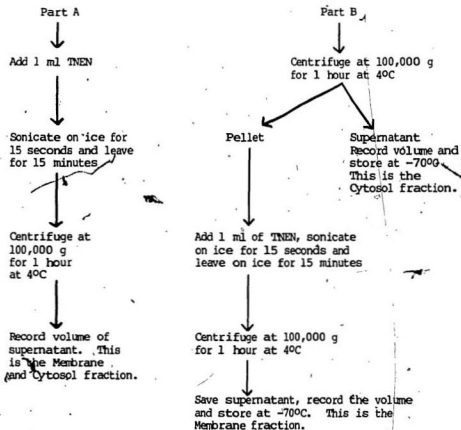 Part A
Add 1 ml TNEN
Sonicate on ice for
15 seconds and leave
for 15 minutes
Centrifuge at
100,000 g
for 1 hour
at 4ºC
Record volume of
supernatant. This
is the Membrane
and Cytosol fraction.
Part B
Centrifuge at 100,000 g
for 1 hour at 4ºC
Pellet
Supernatant
Record volume and
store at -70ºC.
This is the
Cytosol fraction.
Add 1 ml of TNEN, sonicate
on ice for 15 seconds and
leave on ice for 15 minutes
Centrifuge at 100,000 g
for 1 hour at 4ºC
Save supernatant, record the volume
and store at -70ºC. This is the
Membrane fraction.